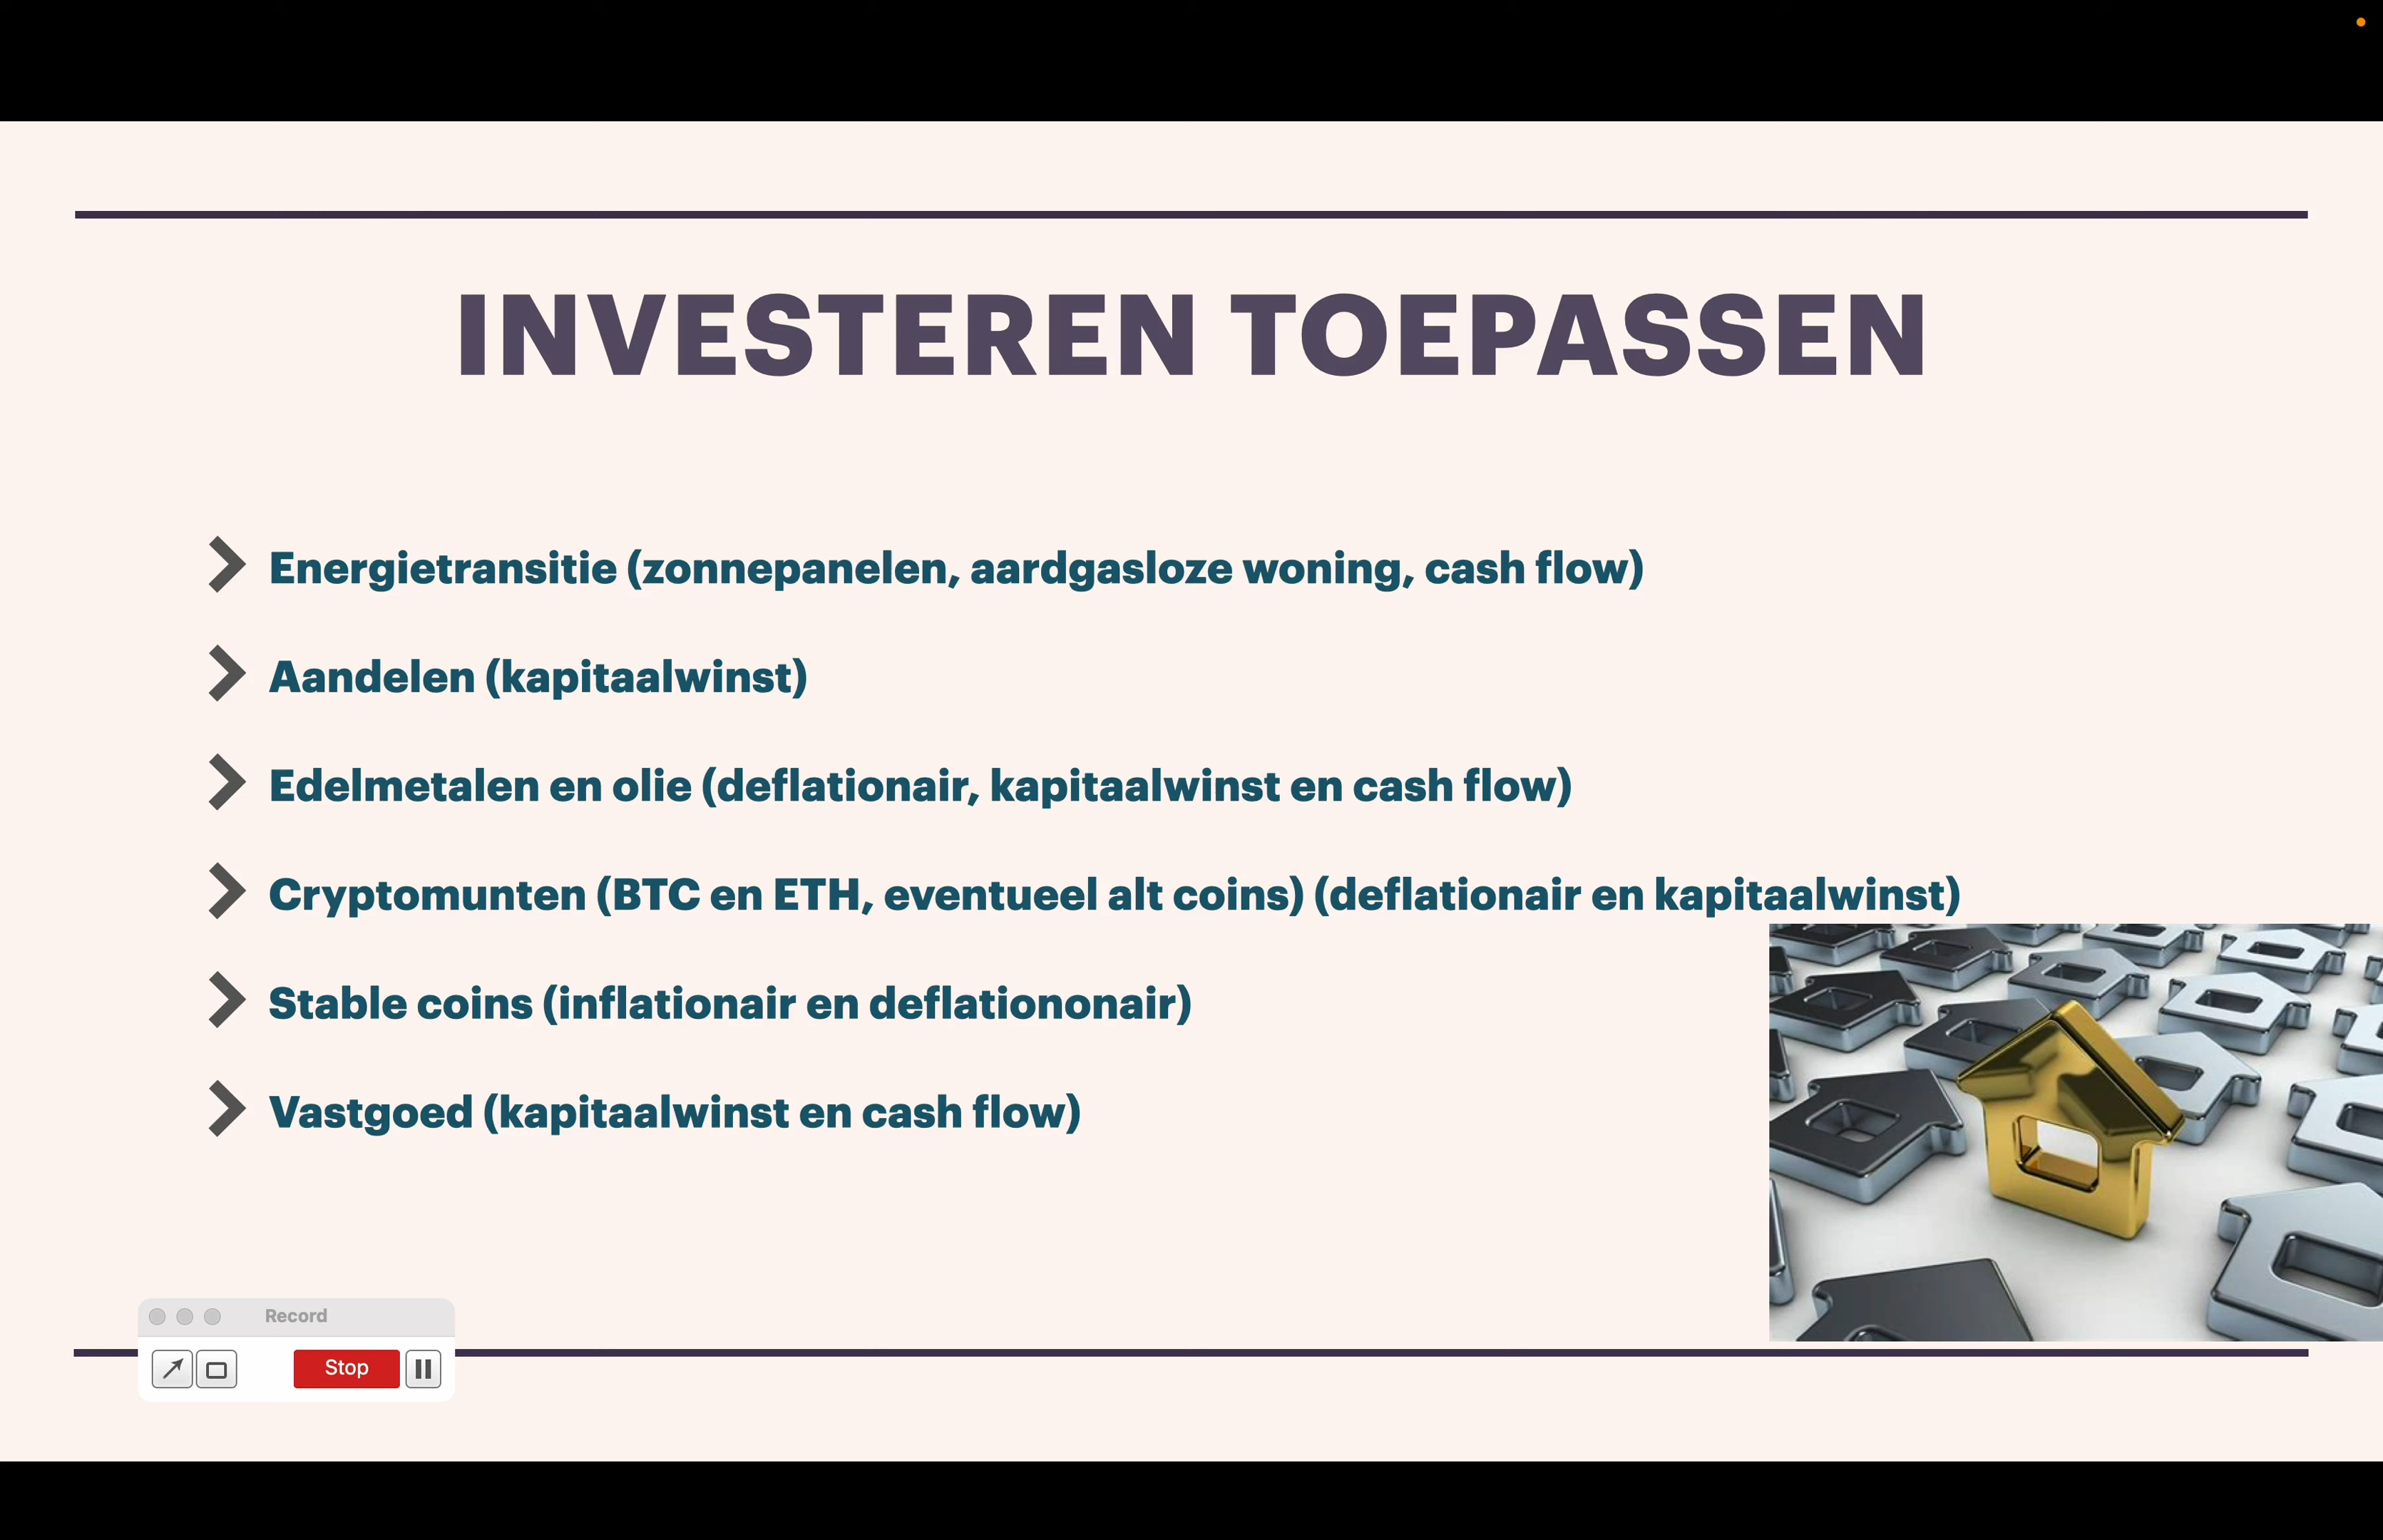 INVESTEREN TOEPASSEN
Energietransitie (zonnepanelen, aardgasloze woning, cash flow)
Aandelen (kapitaalwinst)
Edelmetalen en olie (deflationair, kapitaalwinst en cash flow)
Cryptomunten (BTC en ETH, eventueel alt coins) (deflationair en kapitaalwinst)
Stable coins (inflationair en deflationonair)
Vastgoed (kapitaalwinst en cash flow)
Record
Stop